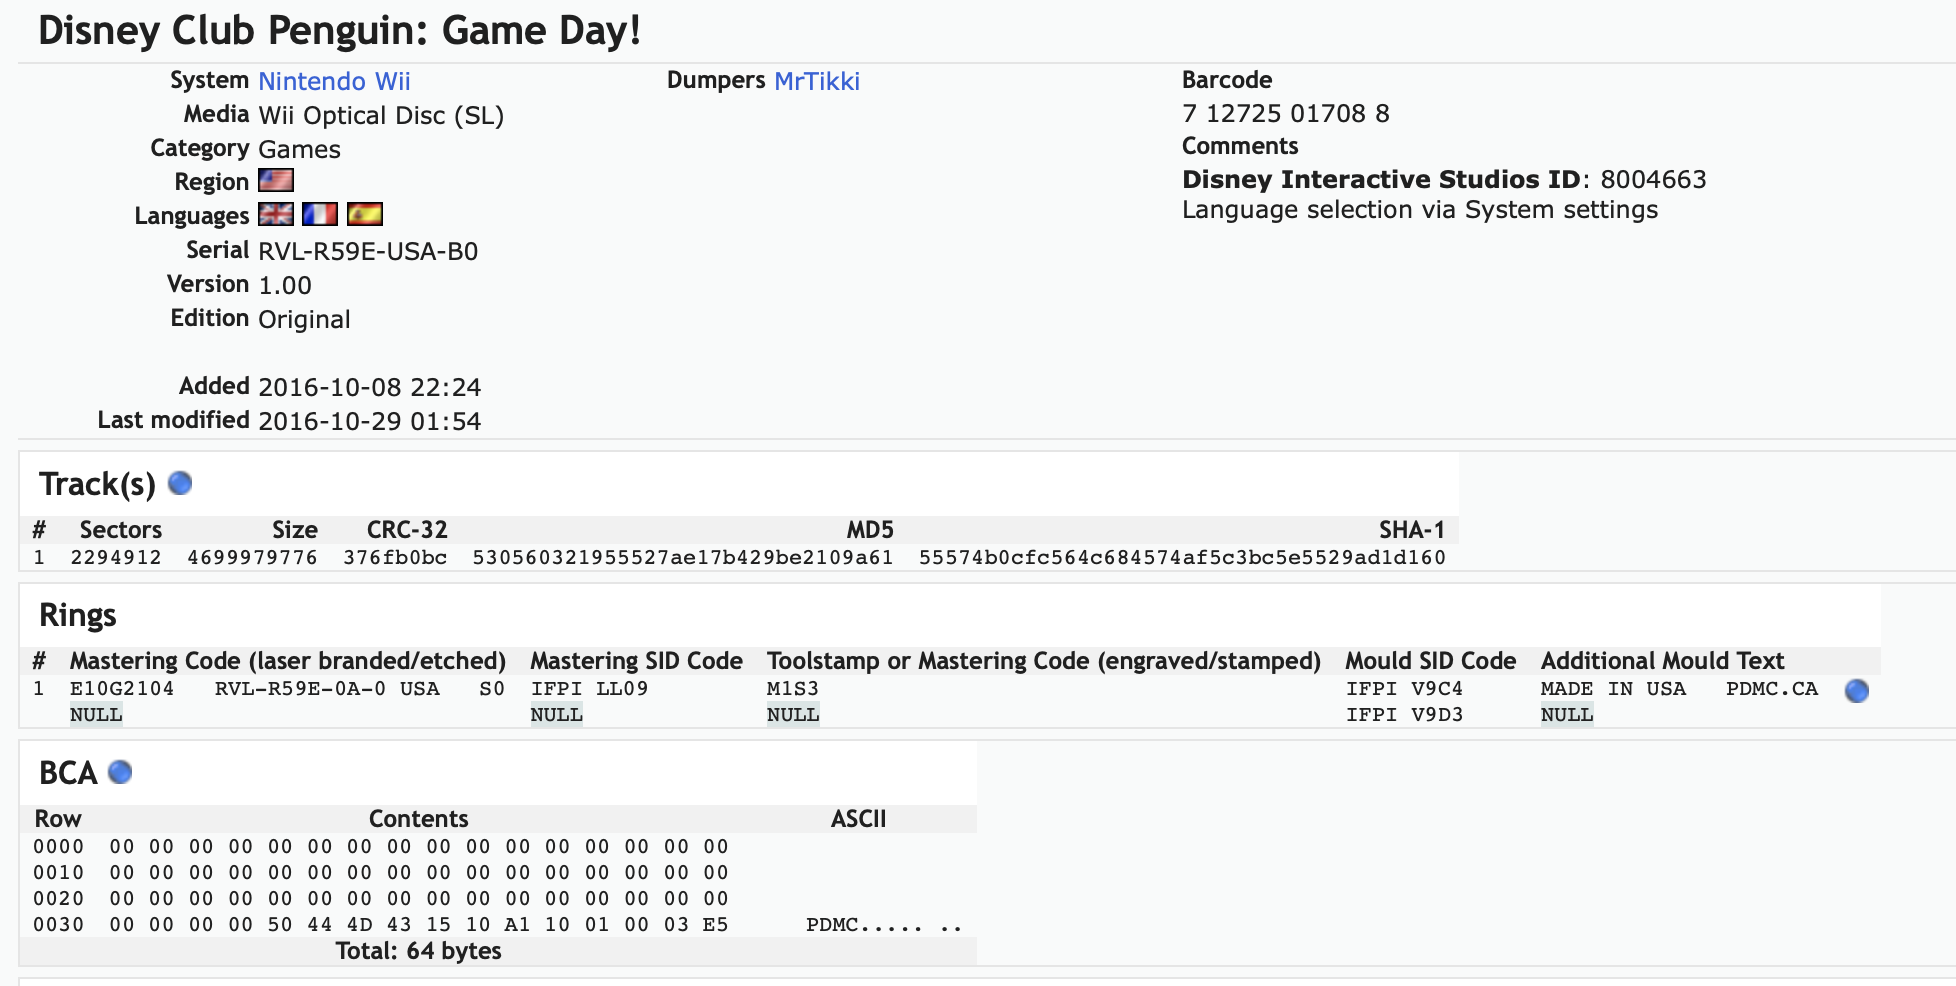 Disney Club Penguin: Game Day!
System Nintendo Wii
Media Wii Optical Disc (SL)
Category Games
Region
Languages
Serial RVL-R59E-USA-B0
Version 1.00
Edition Original
Added 2016-10-08 22:24
Last modified 2016-10-29 01:54
Dumpers MrTikki
Barcode
7 12725 01708 8
Comments
Disney Interactive Studios ID: 8004663
Language selection via System settings
Track(s)
# Sectors Size CRC-32 MD5 SHA-1
1 2294912 4699979776 376fb0bc 530560321955527ae17b429be2109a61 55574b0cfc564c684574af5c3bc5e5529ad1d160
Rings
# Mastering Code (laser branded/etched) Mastering SID Code Toolstamp or Mastering Code (engraved/stamped) Mould SID Code Additional Mould Text
1 E10G2104 RVL-R59E-0A-0 USA S0 IFPI LL09 M1S3 IFPI V9C4 MADE IN USA PDMC.CA
NULL NULL NULL IFPI V9D3 NULL
BCA
Row Contents ASCII
0000 00 00 00 00 00 00 00 00 00 00 00 00 00 00 00 00
0010 00 00 00 00 00 00 00 00 00 00 00 00 00 00 00 00
0020 00 00 00 00 00 00 00 00 00 00 00 00 00 00 00 00
0030 00 00 00 00 50 44 4D 43 15 10 A1 10 01 00 03 E5 PDMC..... ..
Total: 64 bytes